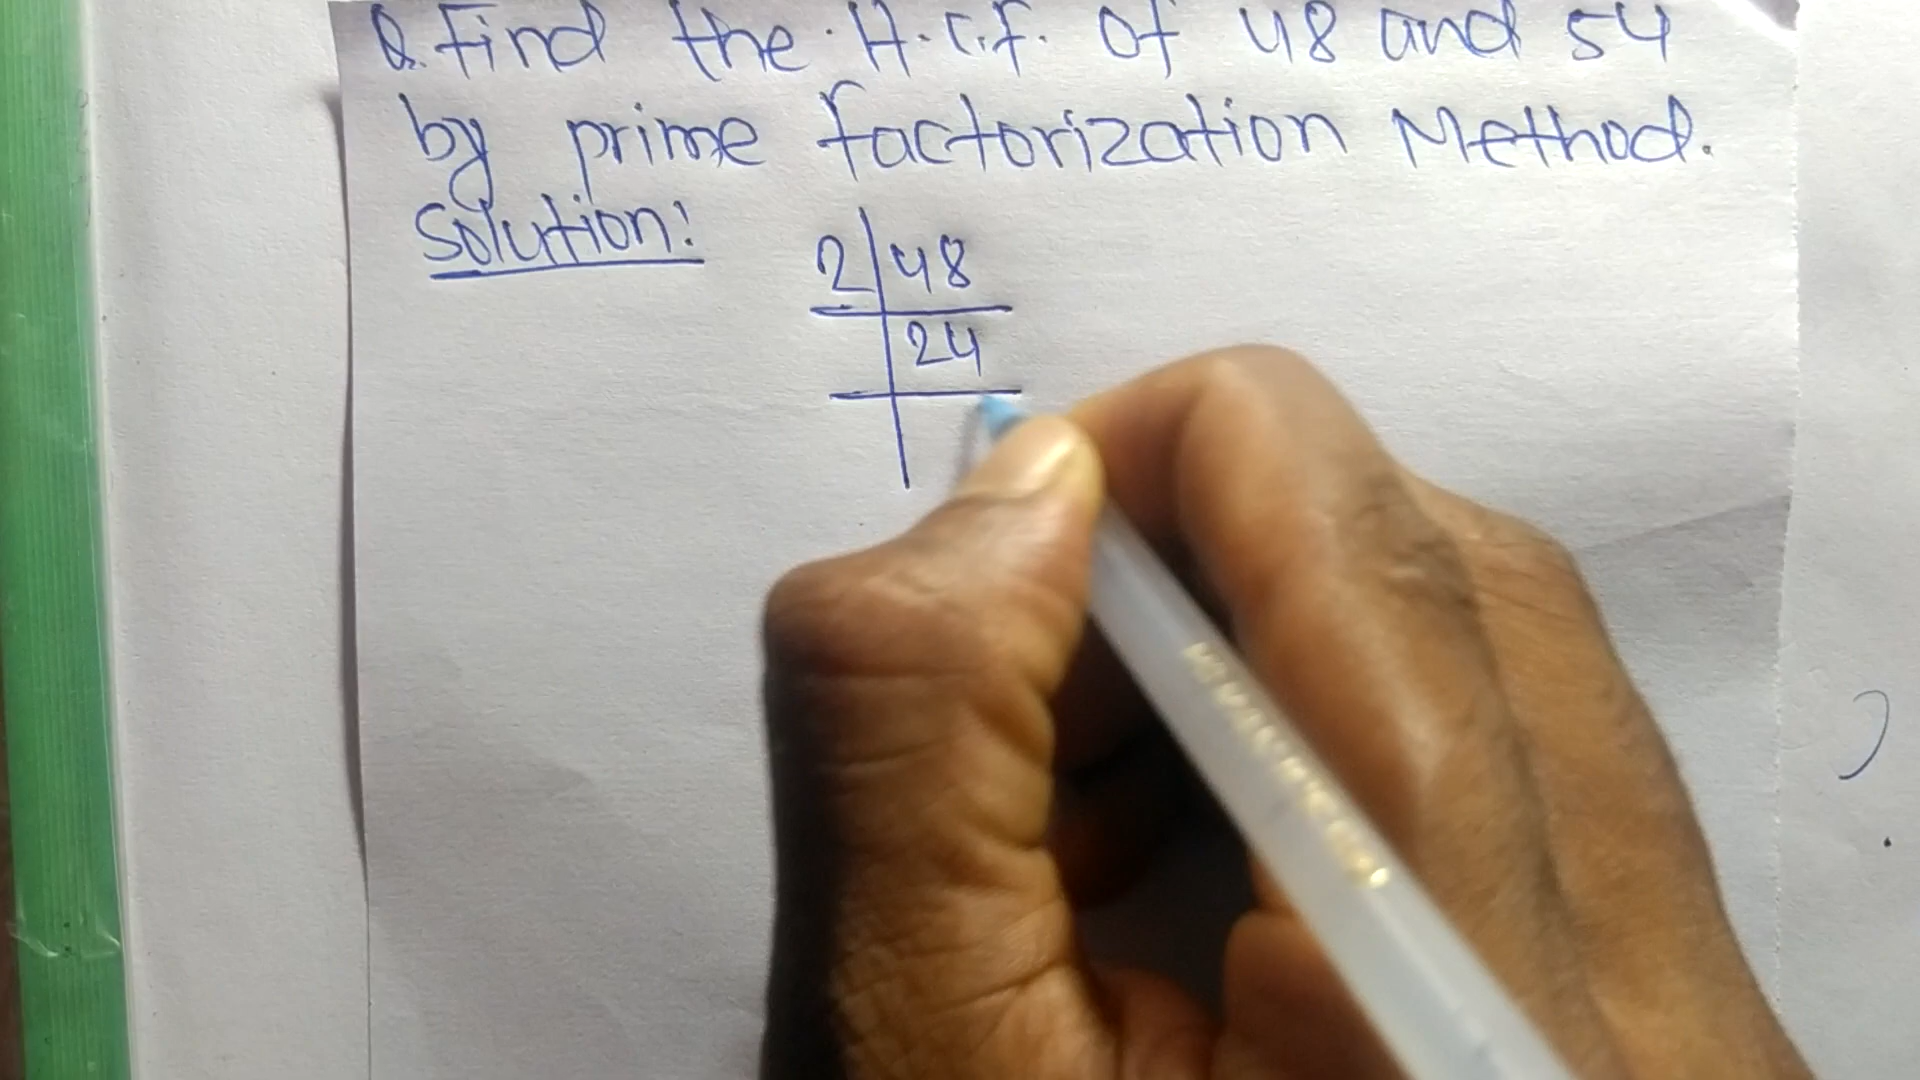 Q. Find the H.C.F. Of 48 and 54
by prime factorization Method.
Solution:
2 48
24